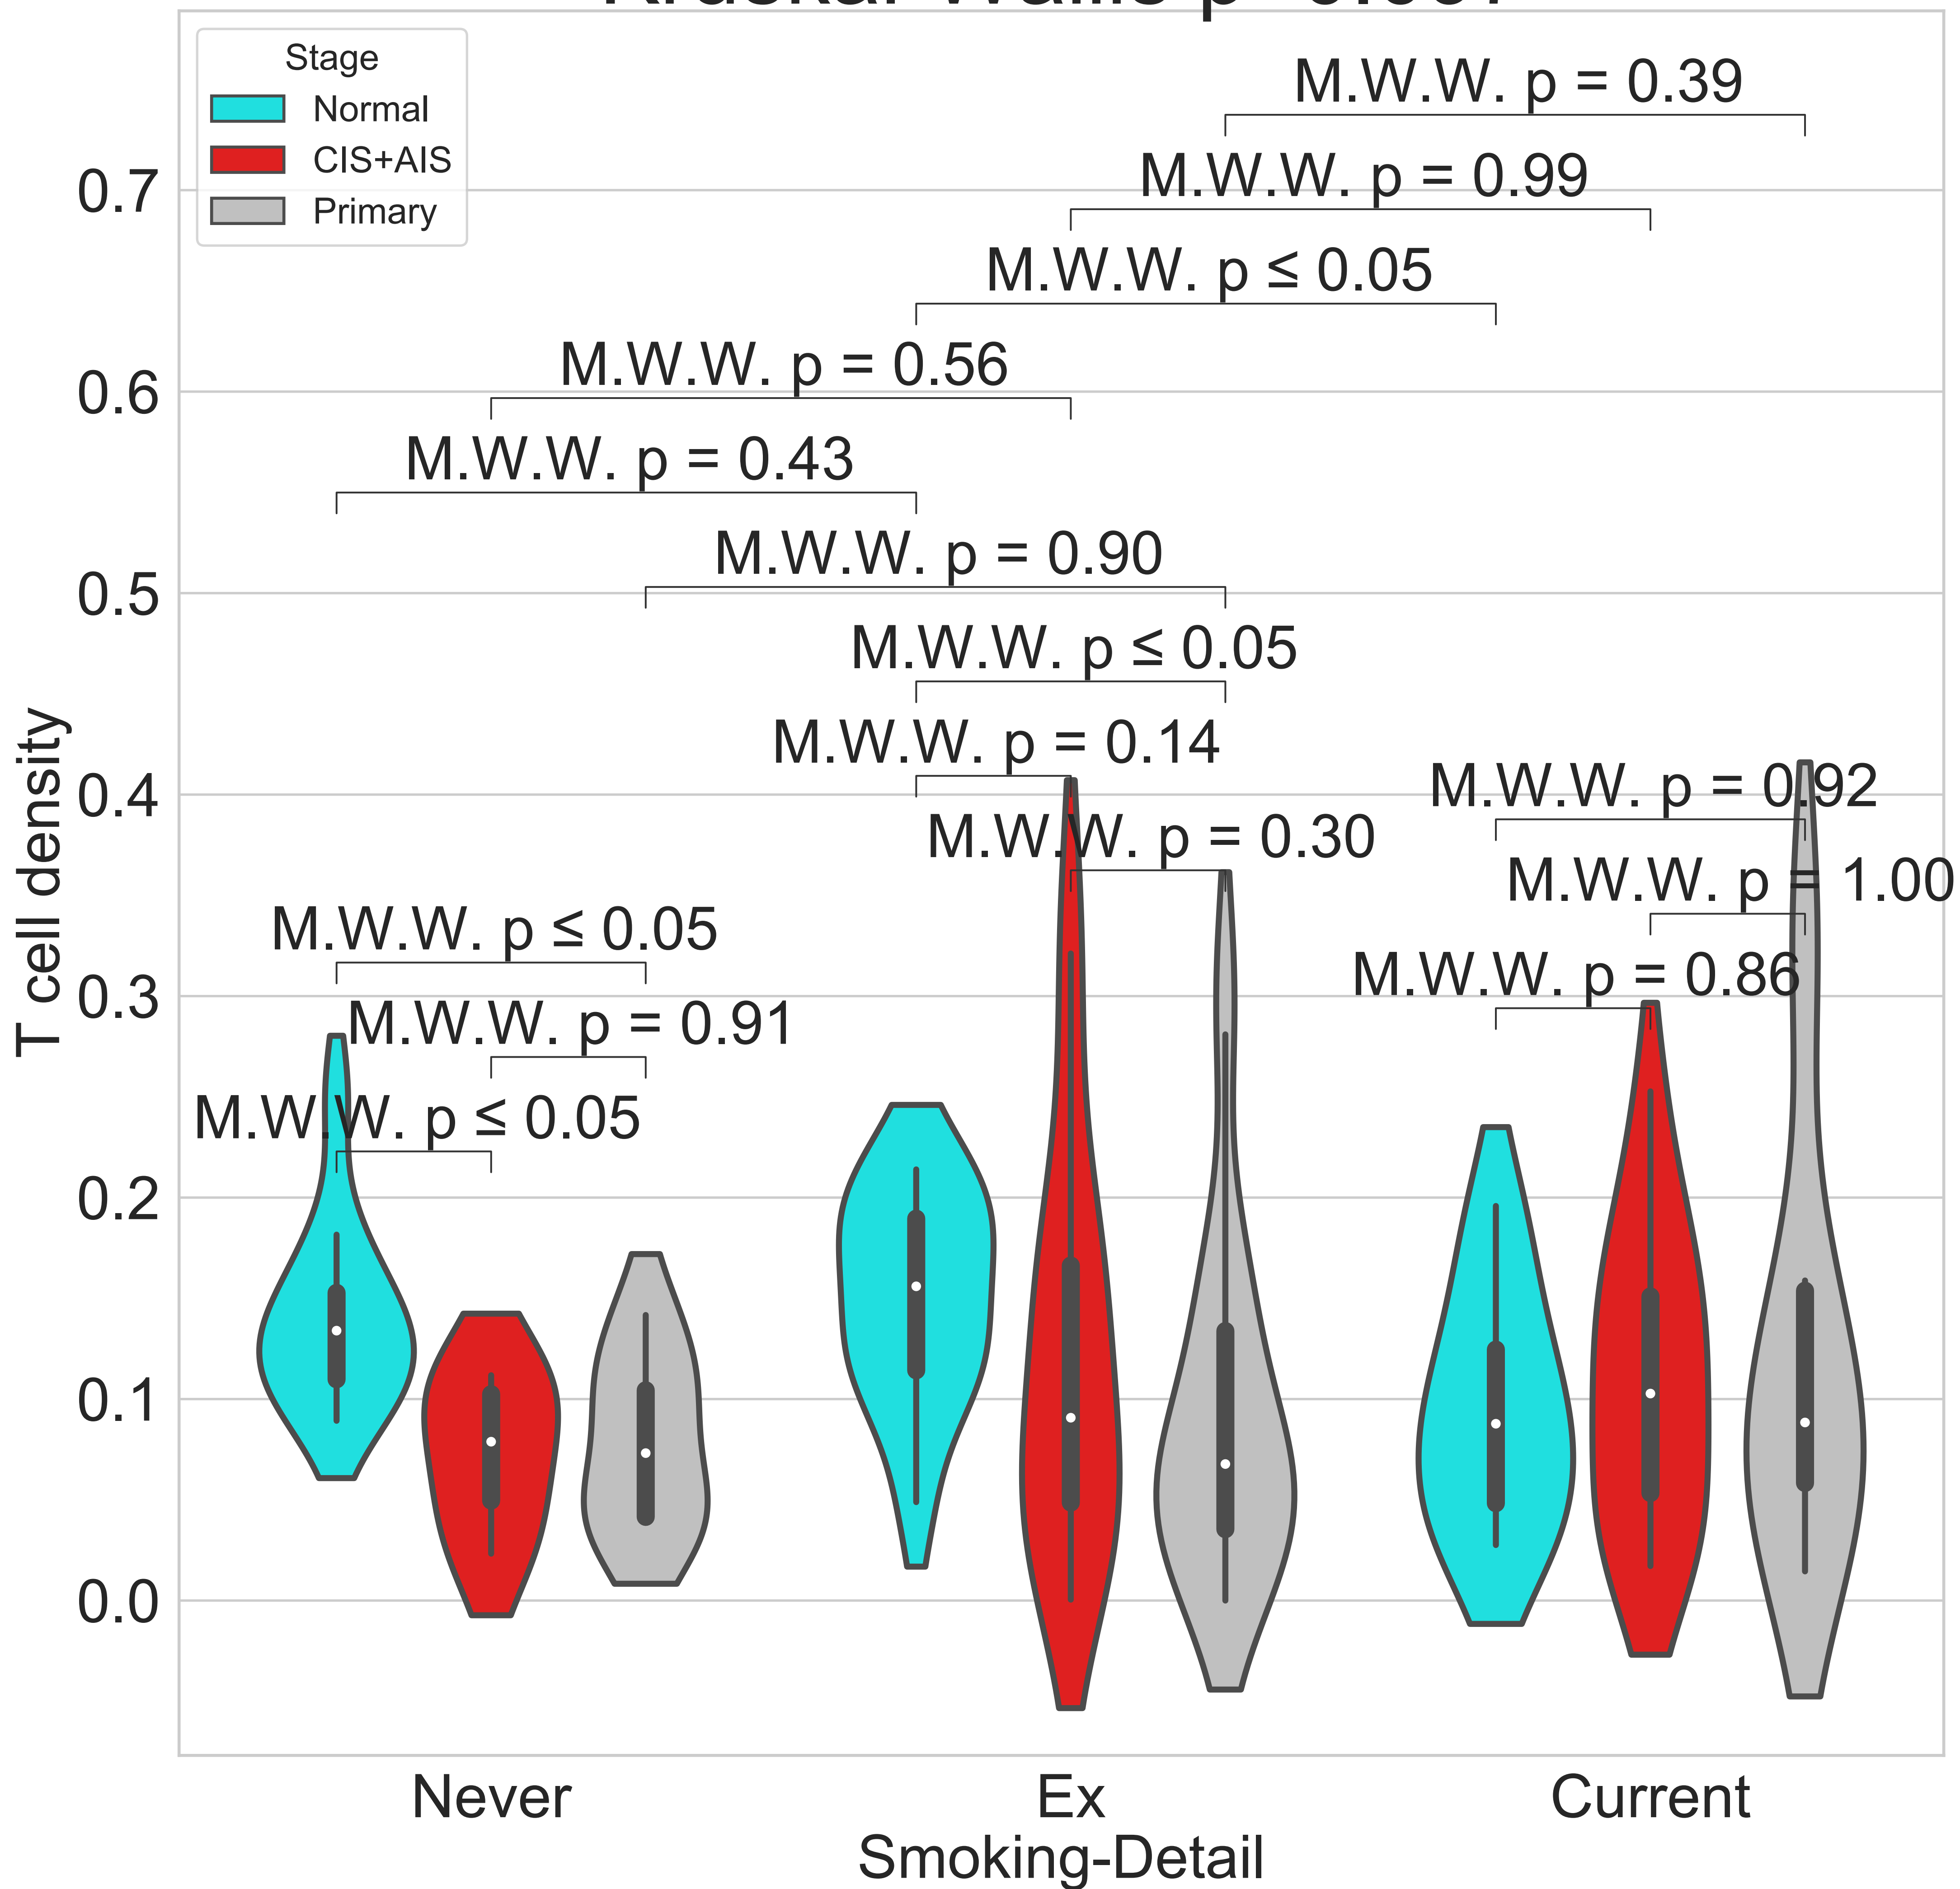 Stage
Normal
CIS+AIS
Primary
M.W.W. p = 0.39
M.W.W. p = 0.99
M.W.W. p ≤ 0.05
M.W.W. p = 0.56
M.W.W. p = 0.43
M.W.W. p = 0.90
M.W.W. p ≤ 0.05
M.W.W. p = 0.14
M.W.W. p = 0.92
M.W.W. p = 0.30
M.W.W. p = 1.00
M.W.W. p ≤ 0.05
M.W.W. p = 0.86
M.W.W. p = 0.91
M.W.W. p ≤ 0.05
0.7
0.6
0.5
0.4
0.3
0.2
0.1
0.0
T cell density
Never
Ex
Current
Smoking-Detail